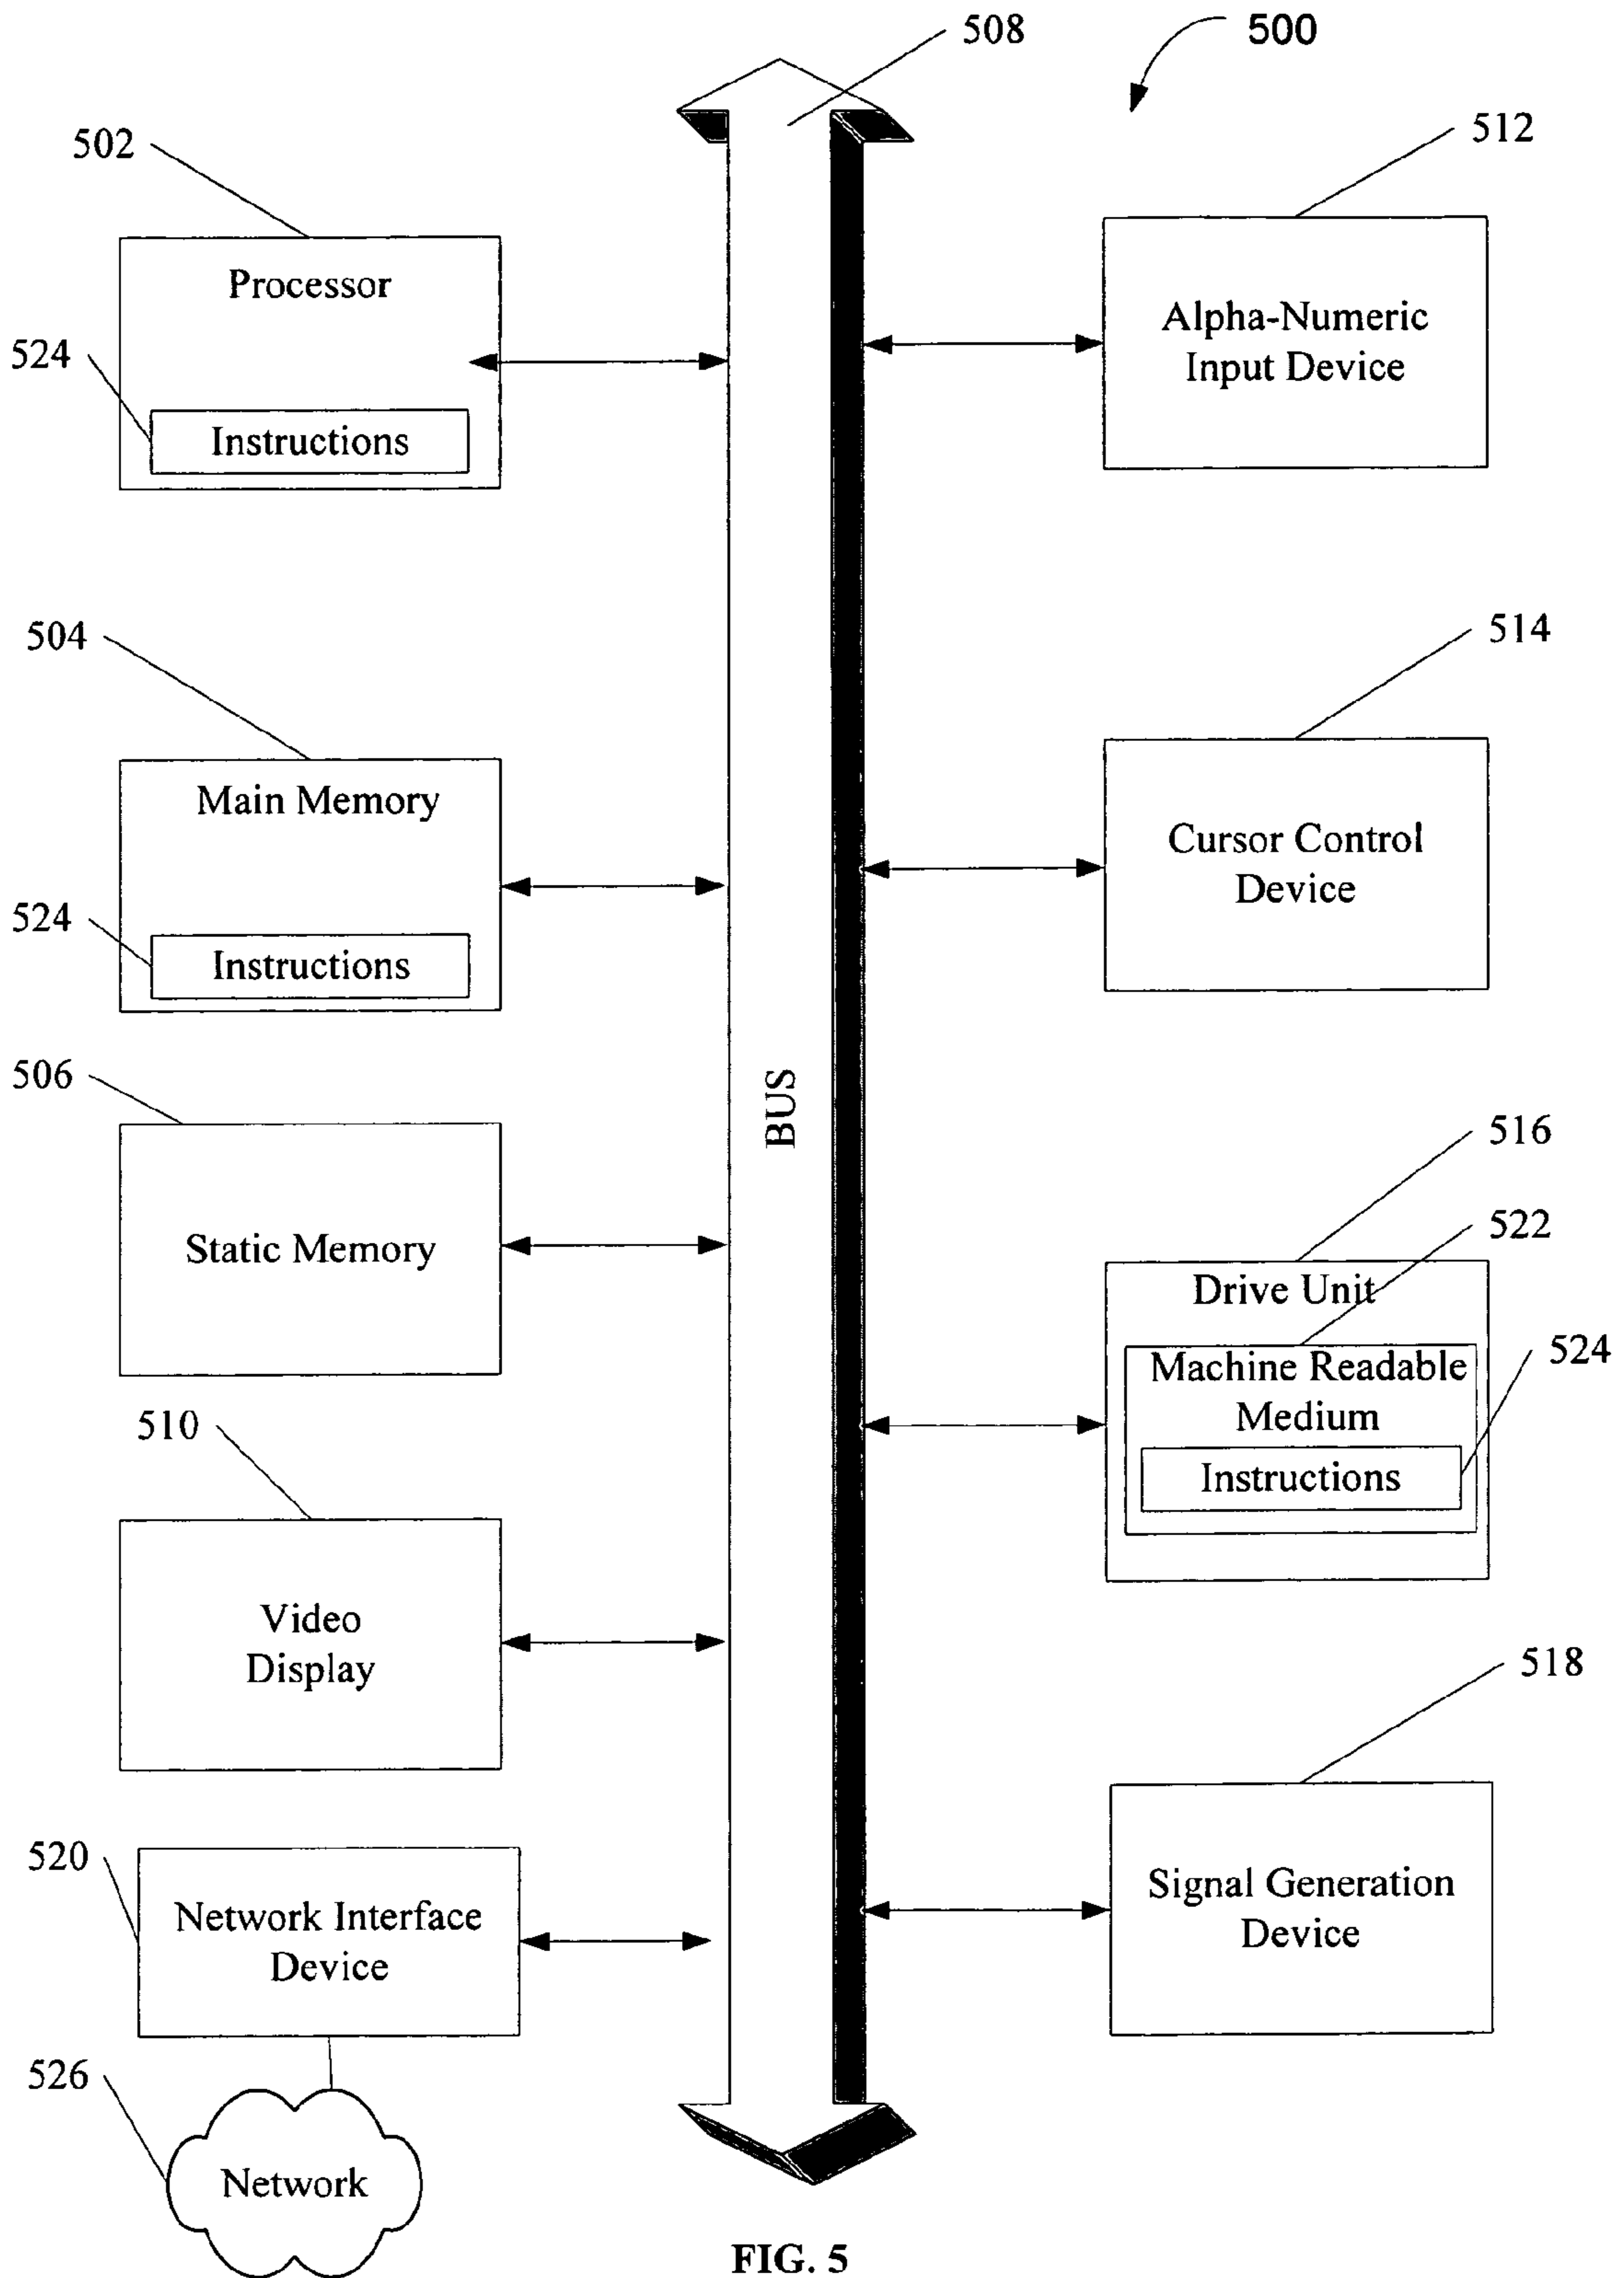 508
500
502
512
Processor
524
Instructions
Alpha-Numeric
Input Device
504
514
Main Memory
524
Instructions
Cursor Control
Device
506
BUS
516
522
Static Memory
Drive Unit
524
Machine Readable
Medium
Instructions
510
Video
Display
518
520
Network Interface
Device
Signal Generation
Device
526
Network
FIG. 5